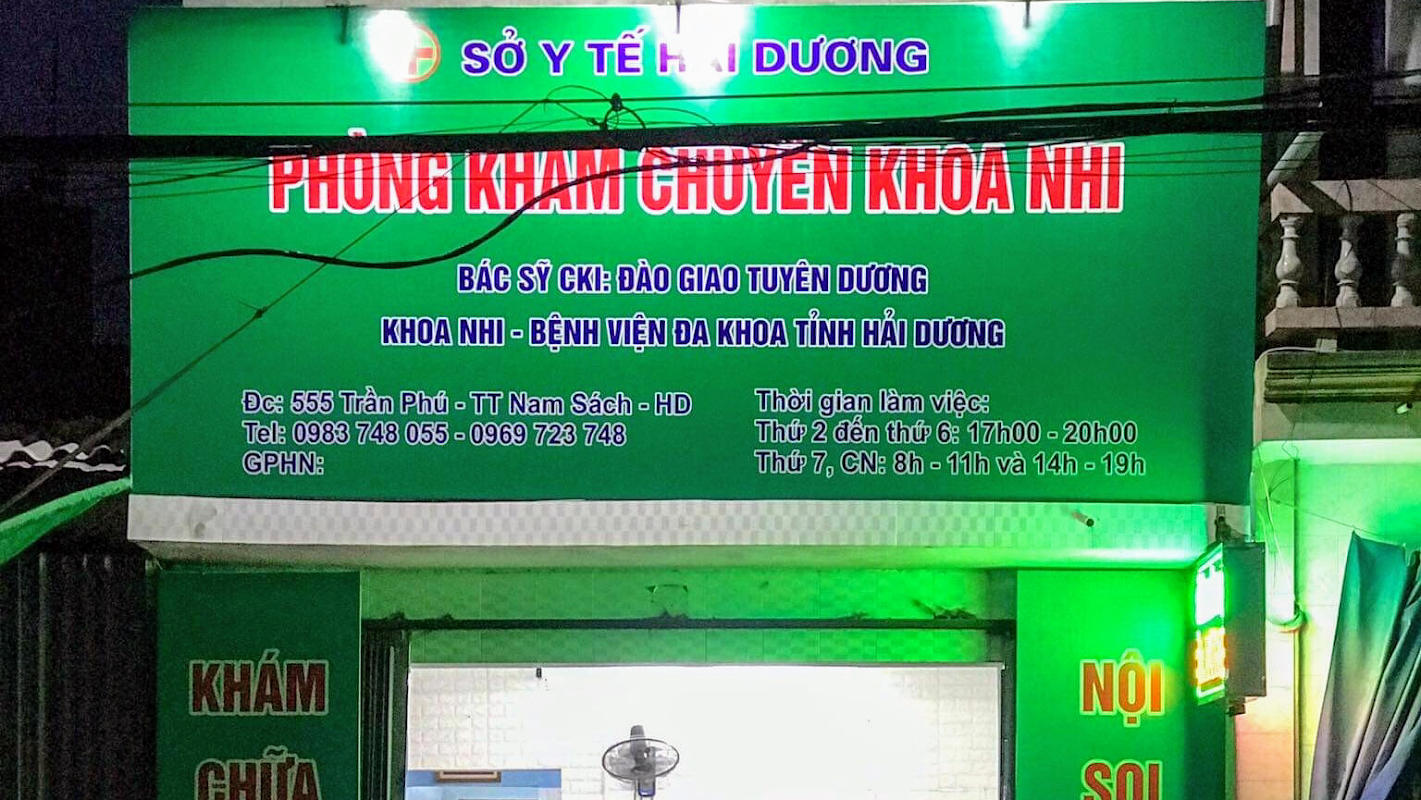 SỞ Y TẾ HẢI DƯƠNG
PHÒNG KHÁM CHUYÊN KHOA NHI
BÁC SỸ CKI: ĐÀO GIAO TUYÊN DƯƠNG
KHOA NHI - BỆNH VIỆN ĐA KHOA TỈNH HẢI DƯƠNG
Đc: 555 Trần Phú - TT Nam Sách - HD
Tel: 0983 748 055 - 0969 723 748
GPHN:
Thời gian làm việc:
Thứ 2 đến thứ 6: 17h00 - 20h00
Thứ 7, CN: 8h - 11h và 14h - 19h
KHÁM
CHỮA
NỘI
SOI